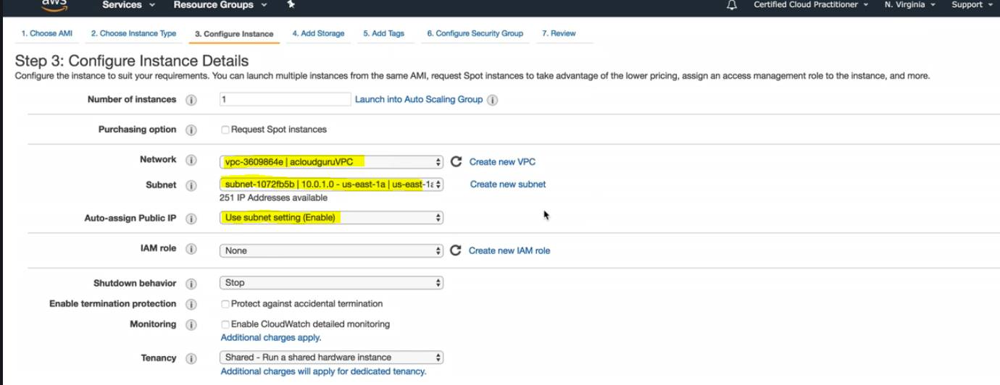 aws Services Resource Groups Certified Cloud Practitioner N. Virginia Support
1. Choose AMI 2. Choose Instance Type 3. Configure Instance 4. Add Storage 5. Add Tags 6. Configure Security Group 7. Review
Step 3: Configure Instance Details
Configure the instance to suit your requirements. You can launch multiple instances from the same AMI, request Spot instances to take advantage of the lower pricing, assign an access management role to the instance, and more.
Number of instances i 1 Launch into Auto Scaling Group i
Purchasing option i Request Spot instances
Network i vpc-3609864e | acloudguruVPC Create new VPC
Subnet i subnet-1072fb5b | 10.0.1.0 - us-east-1a | us-east-1a Create new subnet
251 IP Addresses available
Auto-assign Public IP i Use subnet setting (Enable)
IAM role i None Create new IAM role
Shutdown behavior i Stop
Enable termination protection i Protect against accidental termination
Monitoring i Enable CloudWatch detailed monitoring
Additional charges apply.
Tenancy i Shared - Run a shared hardware instance
Additional charges will apply for dedicated tenancy.